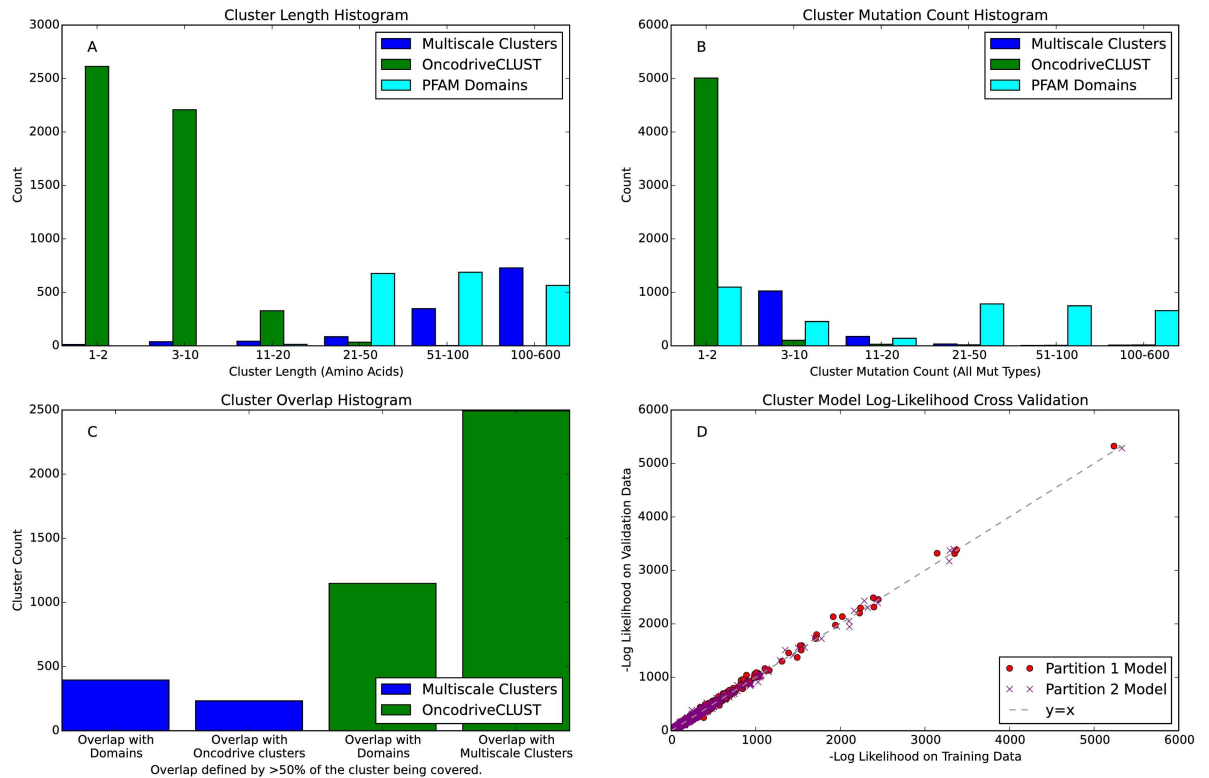 Cluster Length Histogram
3000
2500
2000
1500
1000
500
0
Count
A
Multiscale Clusters
OncodriveCLUST
PFAM Domains
1-2 3-10 11-20 21-50 51-100 100-600
Cluster Length (Amino Acids)
Cluster Mutation Count Histogram
6000
5000
4000
3000
2000
1000
0
Count
B
Multiscale Clusters
OncodriveCLUST
PFAM Domains
1-2 3-10 11-20 21-50 51-100 100-600
Cluster Mutation Count (All Mut Types)
Cluster Overlap Histogram
2500
2000
1500
1000
500
0
Cluster Count
C
Multiscale Clusters
OncodriveCLUST
Overlap with Domains
Overlap with Oncodrive clusters
Overlap with Domains
Overlap with Multiscale Clusters
Overlap defined by >50% of the cluster being covered.
Cluster Model Log-Likelihood Cross Validation
6000
5000
4000
3000
2000
1000
0
-Log Likelihood on Validation Data
D
Partition 1 Model
Partition 2 Model
y=x
0 1000 2000 3000 4000 5000 6000
-Log Likelihood on Training Data